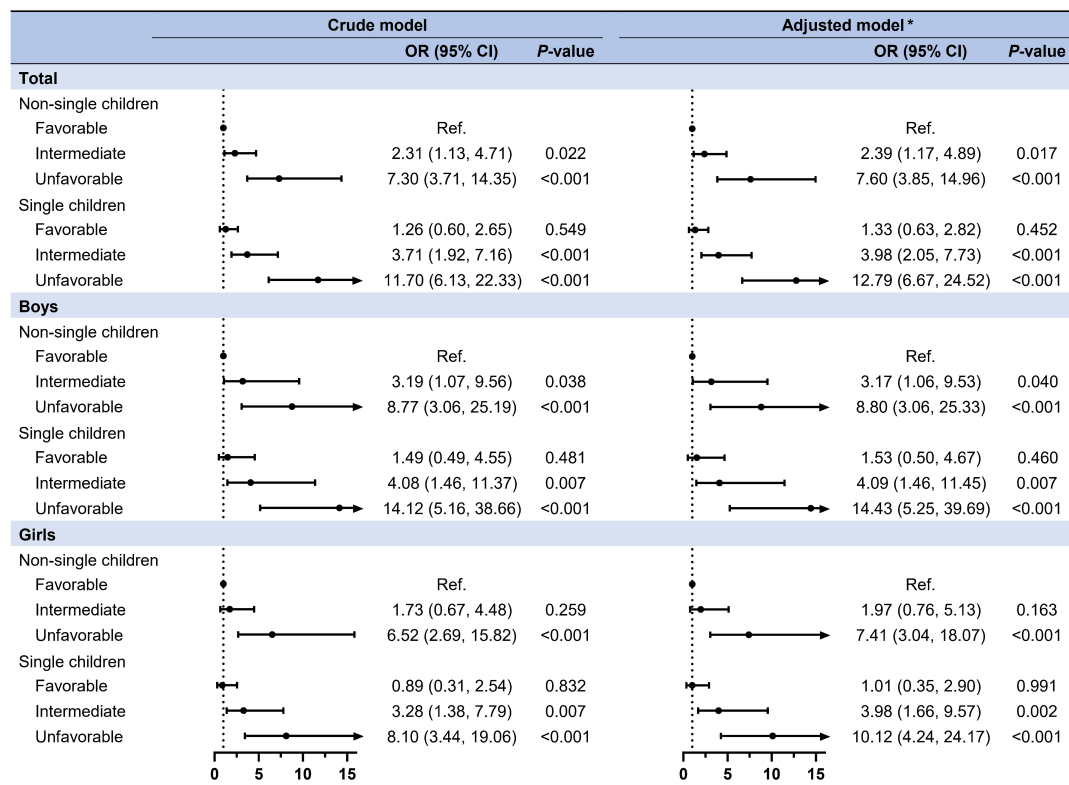 Crude model Adjusted model *
OR (95% CI) P-value OR (95% CI) P-value
Total
Non-single children
Favorable Ref. Ref.
Intermediate 2.31 (1.13, 4.71) 0.022 2.39 (1.17, 4.89) 0.017
Unfavorable 7.30 (3.71, 14.35) <0.001 7.60 (3.85, 14.96) <0.001
Single children
Favorable 1.26 (0.60, 2.65) 0.549 1.33 (0.63, 2.82) 0.452
Intermediate 3.71 (1.92, 7.16) <0.001 3.98 (2.05, 7.73) <0.001
Unfavorable 11.70 (6.13, 22.33) <0.001 12.79 (6.67, 24.52) <0.001
Boys
Non-single children
Favorable Ref. Ref.
Intermediate 3.19 (1.07, 9.56) 0.038 3.17 (1.06, 9.53) 0.040
Unfavorable 8.77 (3.06, 25.19) <0.001 8.80 (3.06, 25.33) <0.001
Single children
Favorable 1.49 (0.49, 4.55) 0.481 1.53 (0.50, 4.67) 0.460
Intermediate 4.08 (1.46, 11.37) 0.007 4.09 (1.46, 11.45) 0.007
Unfavorable 14.12 (5.16, 38.66) <0.001 14.43 (5.25, 39.69) <0.001
Girls
Non-single children
Favorable Ref. Ref.
Intermediate 1.73 (0.67, 4.48) 0.259 1.97 (0.76, 5.13) 0.163
Unfavorable 6.52 (2.69, 15.82) <0.001 7.41 (3.04, 18.07) <0.001
Single children
Favorable 0.89 (0.31, 2.54) 0.832 1.01 (0.35, 2.90) 0.991
Intermediate 3.28 (1.38, 7.79) 0.007 3.98 (1.66, 9.57) 0.002
Unfavorable 8.10 (3.44, 19.06) <0.001 10.12 (4.24, 24.17) <0.001
0 5 10 15 0 5 10 15